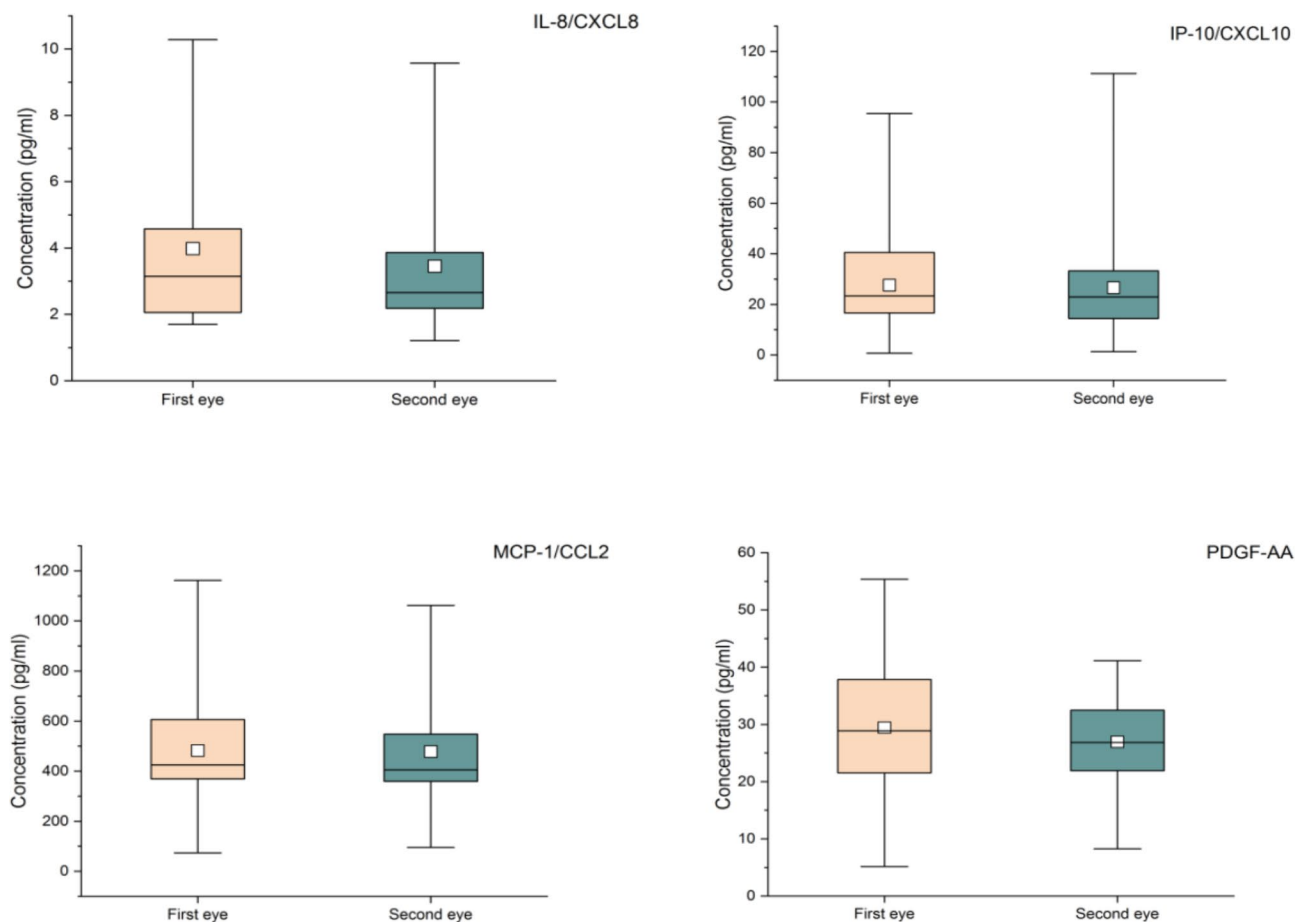 IL-8/CXCL8
Concentration (pg/ml)
10
8
6
4
2
0
First eye
Second eye
IP-10/CXCL10
Concentration (pg/ml)
120
100
80
60
40
20
0
First eye
Second eye
MCP-1/CCL2
Concentration (pg/ml)
1200
1000
800
600
400
200
0
First eye
Second eye
PDGF-AA
Concentration (pg/ml)
60
50
40
30
20
10
0
First eye
Second eye